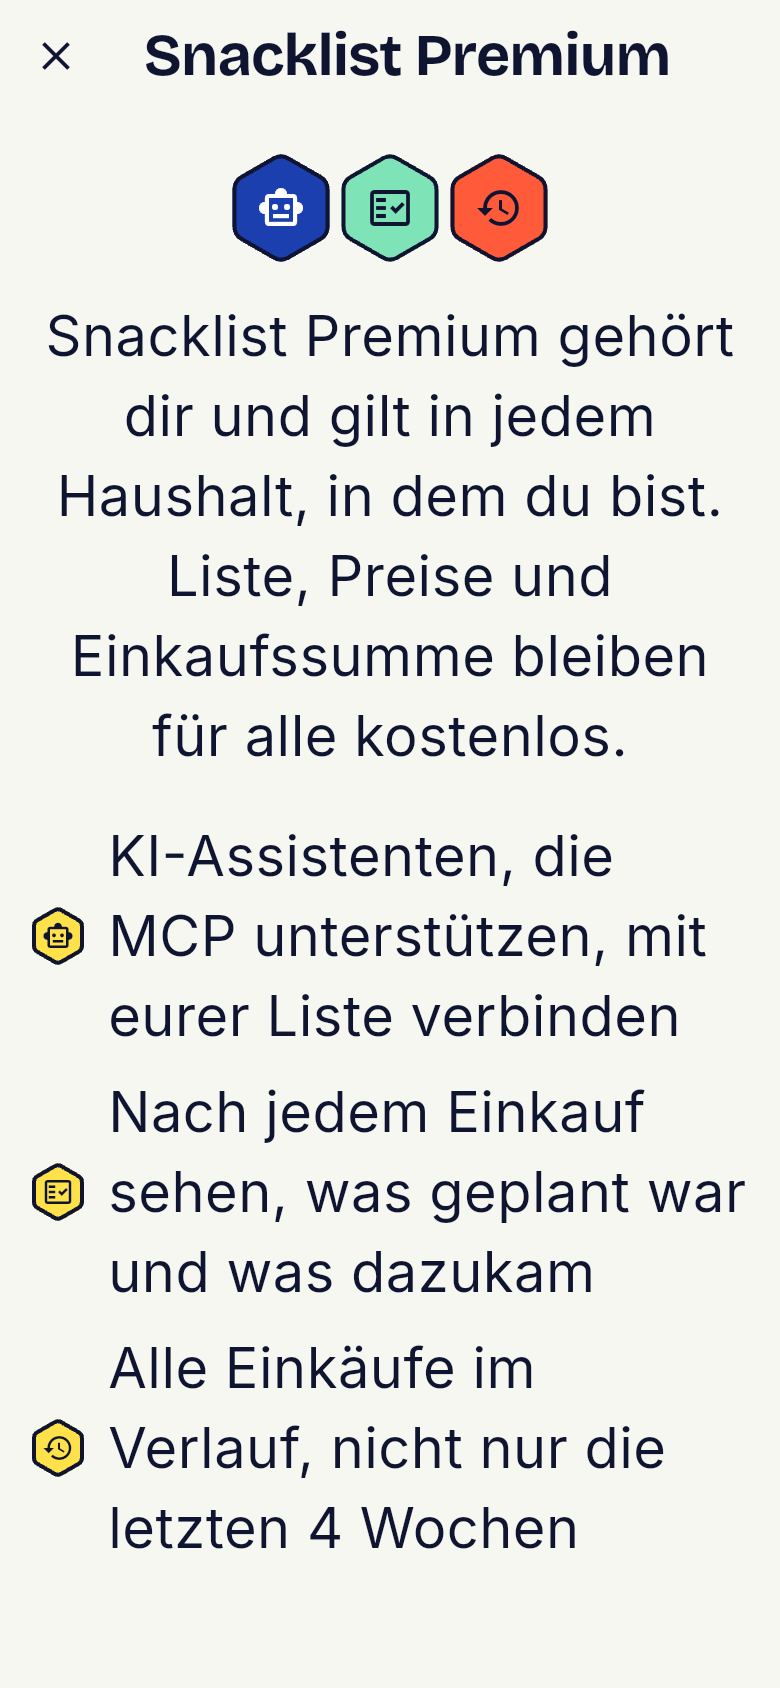 Snacklist Premium
Snacklist Premium gehört
dir und gilt in jedem
Haushalt, in dem du bist.
Liste, Preise und
Einkaufssumme bleiben
für alle kostenlos.
KI-Assistenten, die
MCP unterstützen, mit
eurer Liste verbinden
Nach jedem Einkauf
sehen, was geplant war
und was dazukam
Alle Einkäufe im
Verlauf, nicht nur die
letzten 4 Wochen